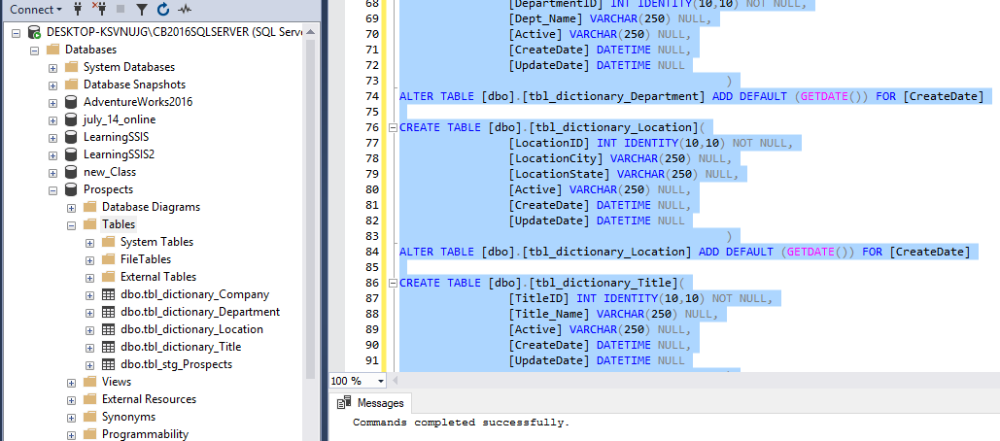 Connect
DESKTOP-KSVNUJG\CB2016SQLSERVER (SQL Serv
Databases
System Databases
Database Snapshots
AdventureWorks2016
july_14_online
LearningSSIS
LearningSSIS2
new_Class
Prospects
Database Diagrams
Tables
System Tables
FileTables
External Tables
dbo.tbl_dictionary_Company
dbo.tbl_dictionary_Department
dbo.tbl_dictionary_Location
dbo.tbl_dictionary_Title
dbo.tbl_stg_Prospects
Views
External Resources
Synonyms
Programmability
68 [DepartmentID] INT IDENTITY(10,10) NOT NULL,
69 [Dept_Name] VARCHAR(250) NULL,
70 [Active] VARCHAR(250) NULL,
71 [CreateDate] DATETIME NULL,
72 [UpdateDate] DATETIME NULL
73 )
74 ALTER TABLE [dbo].[tbl_dictionary_Department] ADD DEFAULT (GETDATE()) FOR [CreateDate]
75
76 CREATE TABLE [dbo].[tbl_dictionary_Location](
77 [LocationID] INT IDENTITY(10,10) NOT NULL,
78 [LocationCity] VARCHAR(250) NULL,
79 [LocationState] VARCHAR(250) NULL,
80 [Active] VARCHAR(250) NULL,
81 [CreateDate] DATETIME NULL,
82 [UpdateDate] DATETIME NULL
83 )
84 ALTER TABLE [dbo].[tbl_dictionary_Location] ADD DEFAULT (GETDATE()) FOR [CreateDate]
85
86 CREATE TABLE [dbo].[tbl_dictionary_Title](
87 [TitleID] INT IDENTITY(10,10) NOT NULL,
88 [Title_Name] VARCHAR(250) NULL,
89 [Active] VARCHAR(250) NULL,
90 [CreateDate] DATETIME NULL,
91 [UpdateDate] DATETIME NULL
100 %
Messages
Commands completed successfully.